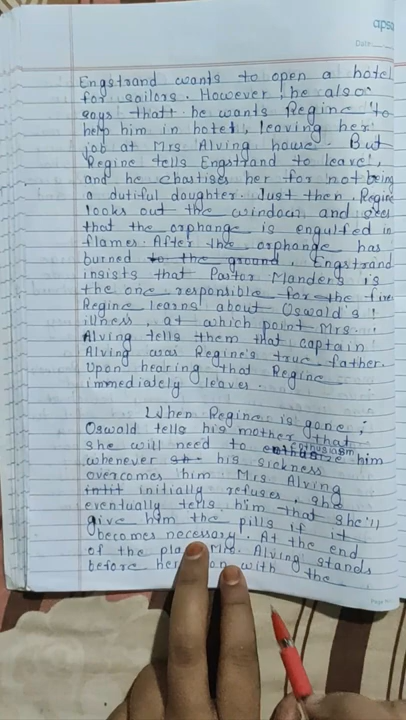 apsa
Date:
Engstrand wants to open a hotel
for sailors. However, he also
says thatt he wants Regine to
help him in hotel, leaving her
job at Mrs Alving house. But
Regine tells Engstrand to leave,
and he chastises her for not being
a dutiful daughter. Just then, Regine
looks out the window and sees
that the orphange is engulfed in
flames. After the orphange has
burned to the ground, Engstrand
insists that Pastor Manders is
the one responsible for the fire
Regine learns about Oswald's
illness, at which point Mrs.
Alving tells them that captain
Alving was Regine's true father.
Upon hearing that Regine
immediately leaves.
When Regine is gone,
Oswald tells his mother that
she will need to enthusiasm him
whenever his sickness
overcomes him Mrs Alving
initially refuses, she
eventually tells him that she'll
give him the pills if it
becomes necessary. At the end
of the Mrs. Alving stands
before her with the